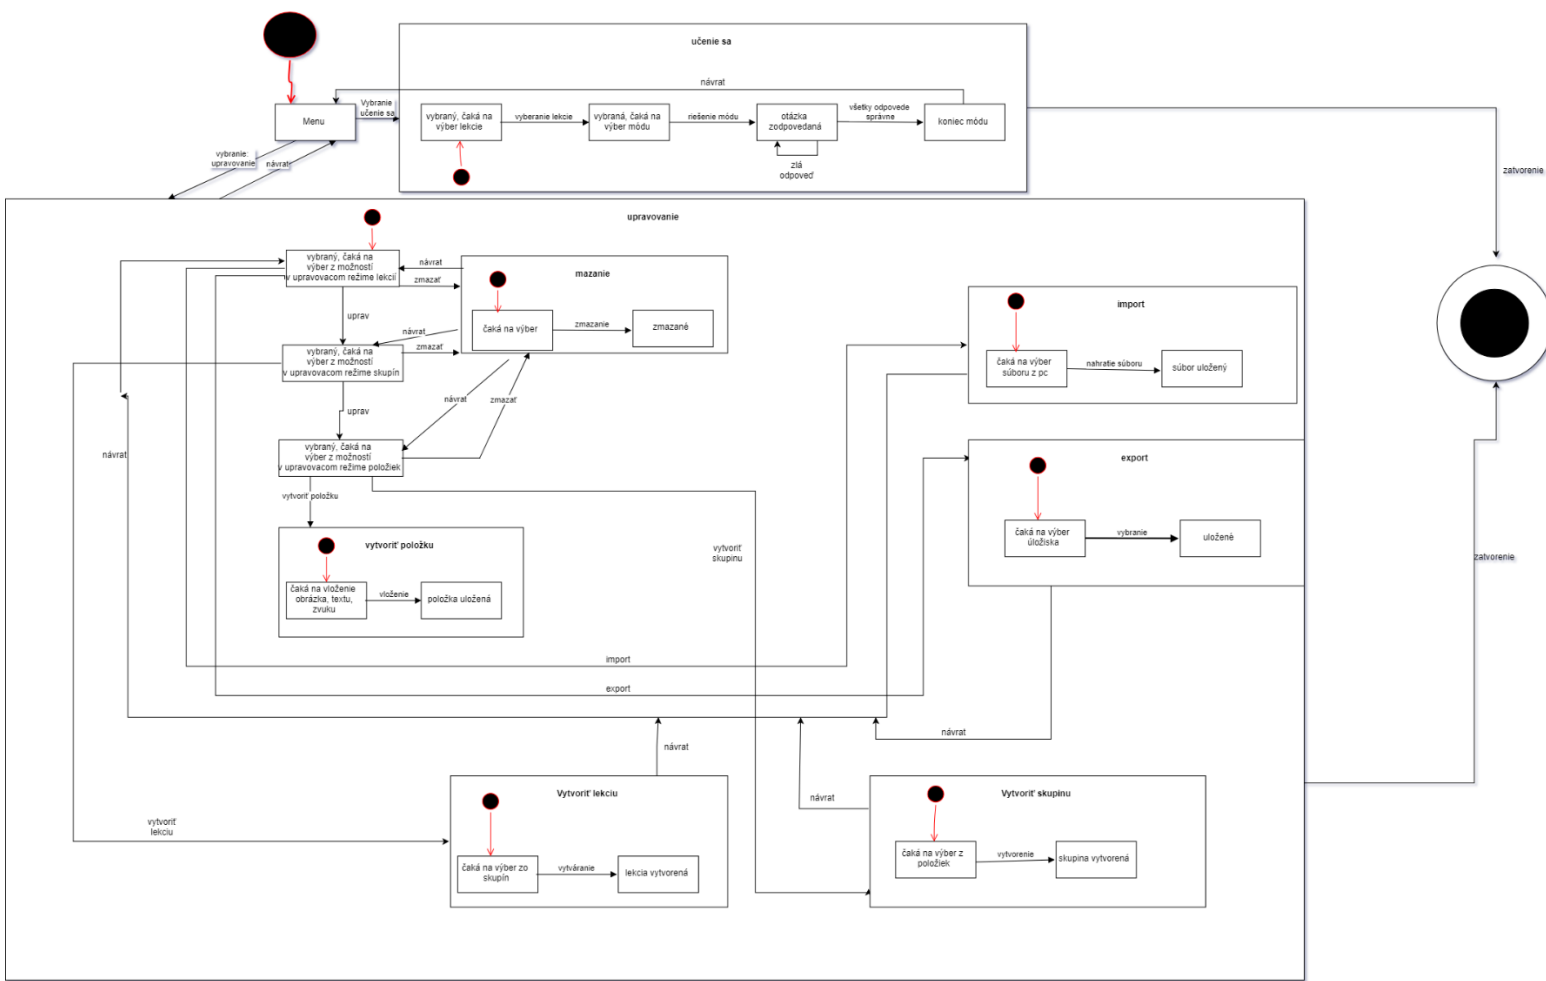 učenie sa
návrat
Menu
Vybranie
učenie sa
vybraný, čaká na
výber lekcie
vyberanie lekcie
vybraná, čaká na
výber módu
riešenie módu
otázka
zodpovedaná
všetky odpovede
správne
koniec módu
zlá
odpoveď
vybranie:
upravovanie
návrat
zatvorenie
upravovanie
vybraný, čaká na
výber z možností
v upravovacom režime lekcií
návrat
zmazať
mazanie
čaká na výber
zmazanie
zmazané
uprav
návrat
zmazať
vybraný, čaká na
výber z možností
v upravovacom režime skupín
uprav
návrat
zmazať
vybraný, čaká na
výber z možností
v upravovacom režime položiek
import
čaká na výber
súboru z pc
nahratie súboru
súbor uložený
návrat
vytvoriť položku
export
čaká na výber
úložiska
vybranie
uložené
vytvoriť položku
čaká na vloženie
obrázka, textu,
zvuku
vloženie
položka uložená
vytvoriť
skupinu
zatvorenie
import
export
návrat
návrat
návrat
vytvoriť
lekciu
Vytvoriť lekciu
čaká na výber zo
skupín
vytváranie
lekcia vytvorená
Vytvoriť skupinu
čaká na výber z
položiek
vytvorenie
skupina vytvorená